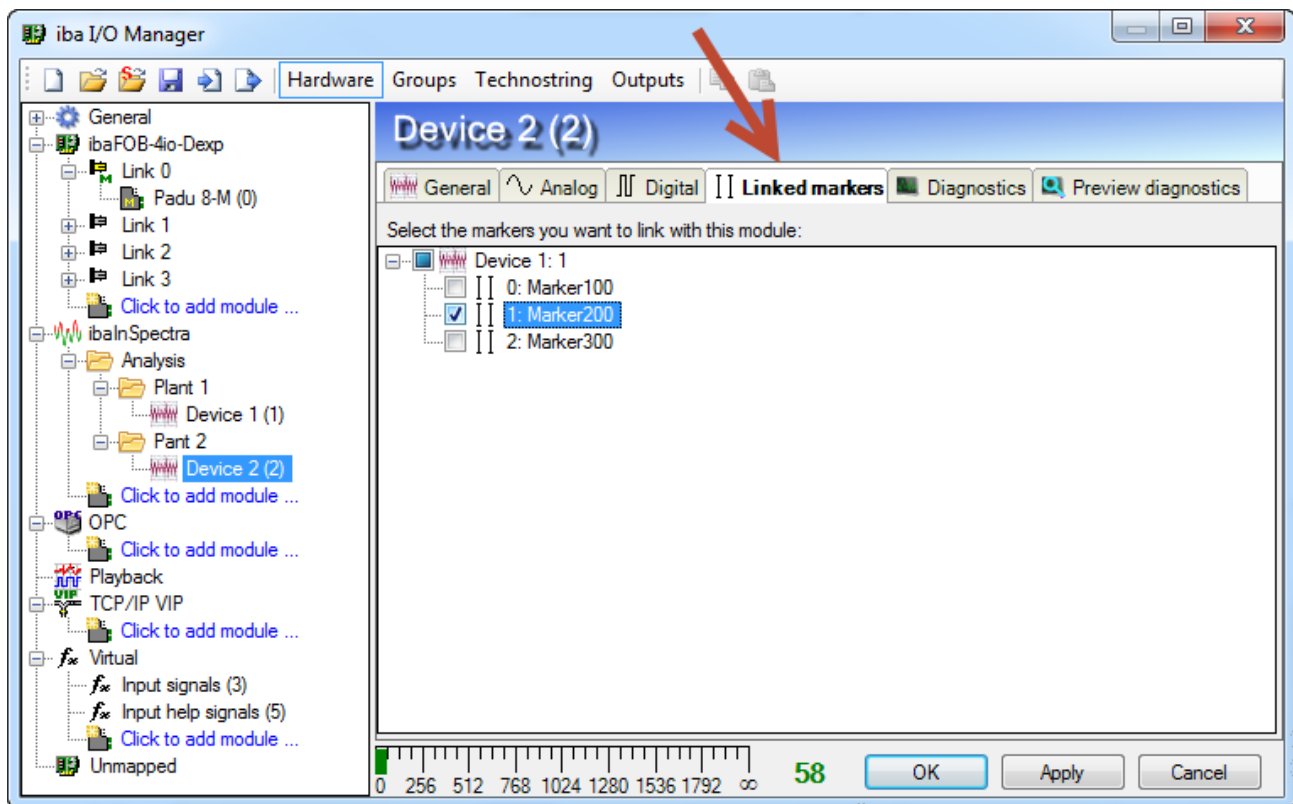 iba I/O Manager
Hardware Groups Technostring Outputs
General
ibaFOB-4io-Dexp
Link 0
Padu 8-M (0)
Link 1
Link 2
Link 3
Click to add module ...
ibaInSpectra
Analysis
Plant 1
Device 1 (1)
Pant 2
Device 2 (2)
Click to add module ...
OPC
Click to add module ...
Playback
TCP/IP VIP
Click to add module ...
Virtual
Input signals (3)
Input help signals (5)
Click to add module ...
Unmapped
Device 2 (2)
General Analog Digital Linked markers Diagnostics Preview diagnostics
Select the markers you want to link with this module:
Device 1: 1
0: Marker100
1: Marker200
2: Marker300
0 256 512 768 1024 1280 1536 1792 ∞ 58 OK Apply Cancel